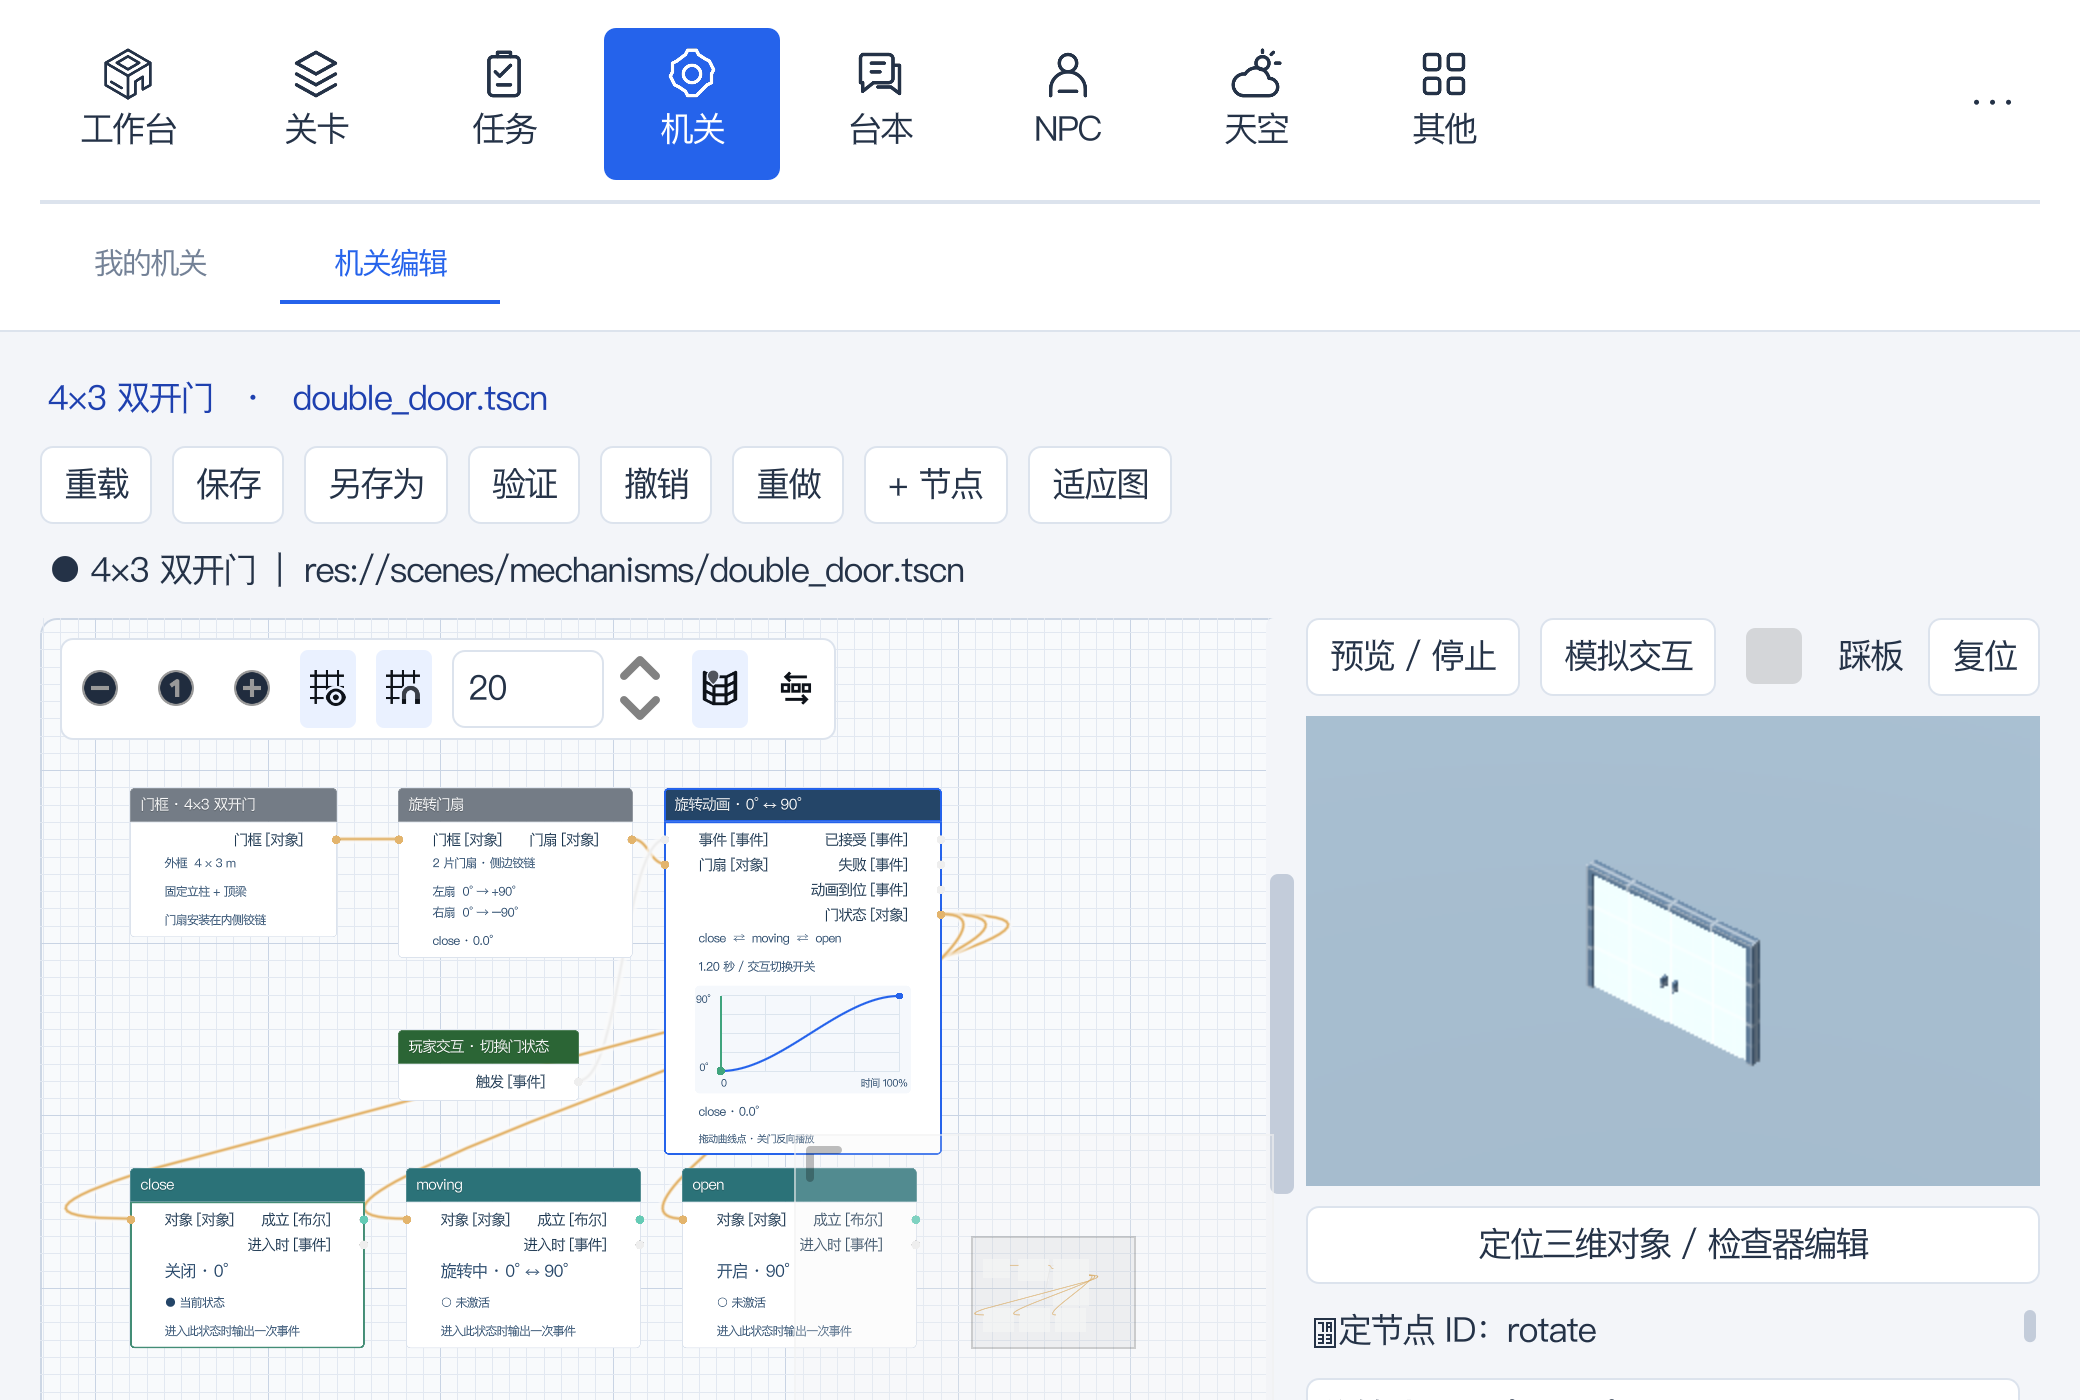 工作台 关卡 任务 机关 台本 NPC 天空 其他 ...
我的机关 机关编辑
4×3 双开门 · double_door.tscn
重载 保存 另存为 验证 撤销 重做 + 节点 适应图
● 4×3 双开门 | res://scenes/mechanisms/double_door.tscn
1 20
预览 / 停止 模拟交互 踩板 复位
门框 · 4×3 双开门
门框 [对象]
外框 4 × 3 m
固定立柱 + 顶梁
门扇安装在内侧铰链
旋转门扇
门框 [对象] 门扇 [对象]
2 片门扇 · 侧边铰链
左扇 0° → +90°
右扇 0° → −90°
close · 0.0°
旋转动画 · 0° ↔ 90°
事件 [事件] 已接受 [事件]
门扇 [对象] 失败 [事件]
动画到位 [事件]
门状态 [对象]
close ⇄ moving ⇄ open
1.20 秒 / 交互切换开关
90°
0°
0 时间 100%
close · 0.0°
拖动曲线点 · 关门反向播放
玩家交互 · 切换门状态
触发 [事件]
close
对象 [对象] 成立 [布尔]
进入时 [事件]
关闭 · 0°
● 当前状态
进入此状态时输出一次事件
moving
对象 [对象] 成立 [布尔]
进入时 [事件]
旋转中 · 0° ↔ 90°
○ 未激活
进入此状态时输出一次事件
open
对象 [对象] 成立 [布尔]
进入时 [事件]
开启 · 90°
○ 未激活
进入此状态时输出一次事件
定位三维对象 / 检查器编辑
定节点 ID：rotate